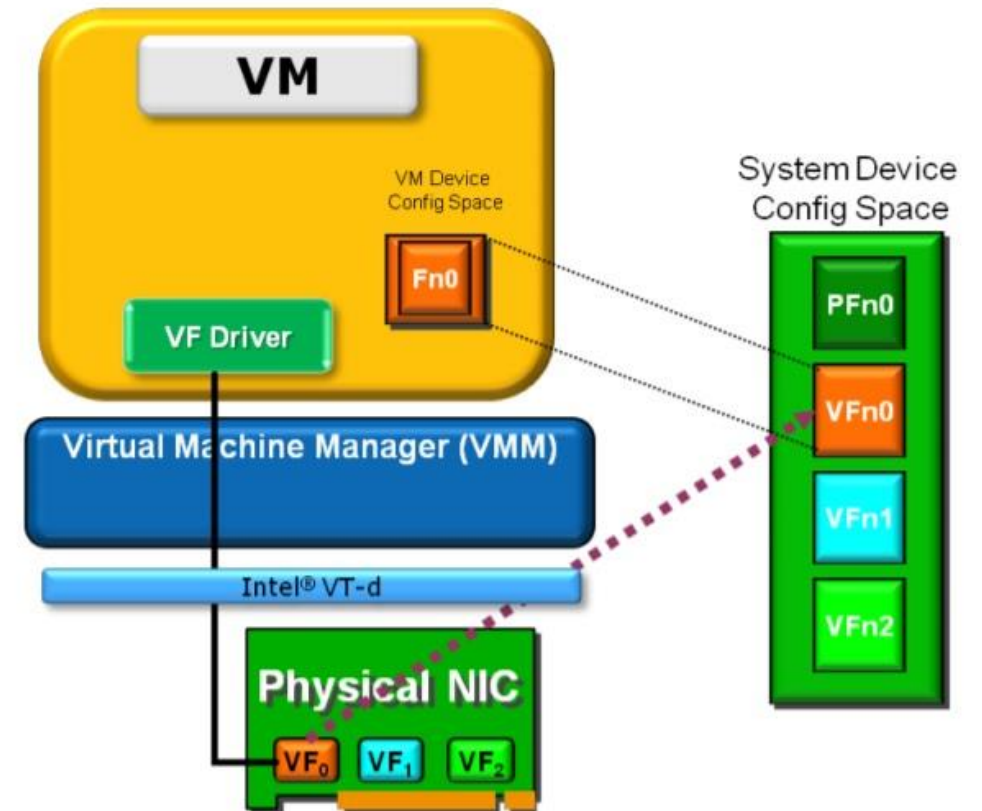 VM
VM Device
Config Space
Fn0
VF Driver
Virtual Machine Manager (VMM)
Intel® VT-d
Physical NIC
VF₀
VF₁
VF₂
System Device
Config Space
PFn0
VFn0
VFn1
VFn2